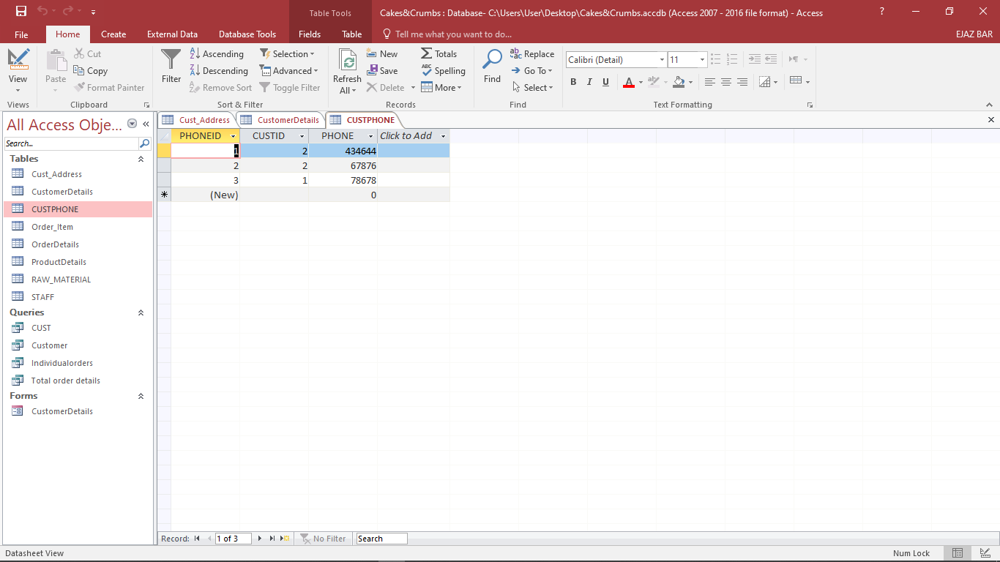 Table Tools
Cakes&Crumbs : Database- C:\Users\User\Desktop\Cakes&Crumbs.accdb (Access 2007 - 2016 file format) - Access
?
File Home Create External Data Database Tools Fields Table Tell me what you want to do... EJAZ BAR
View
Views
Paste
Cut
Copy
Format Painter
Clipboard
Filter
Ascending
Descending
Remove Sort
Selection
Advanced
Toggle Filter
Sort & Filter
Refresh
All
New
Save
Delete
Totals
Spelling
More
Records
Find
Replace
Go To
Select
Find
Calibri (Detail) 11
B I U A
Text Formatting
All Access Obje...
Search...
Tables
Cust_Address
CustomerDetails
CUSTPHONE
Order_Item
OrderDetails
ProductDetails
RAW_MATERIAL
STAFF
Queries
CUST
Customer
Individualorders
Total order details
Forms
CustomerDetails
Cust_Address CustomerDetails CUSTPHONE
PHONEID CUSTID PHONE Click to Add
1 2 434644
2 2 67876
3 1 78678
(New) 0
Record: 1 of 3 No Filter Search
Datasheet View Num Lock